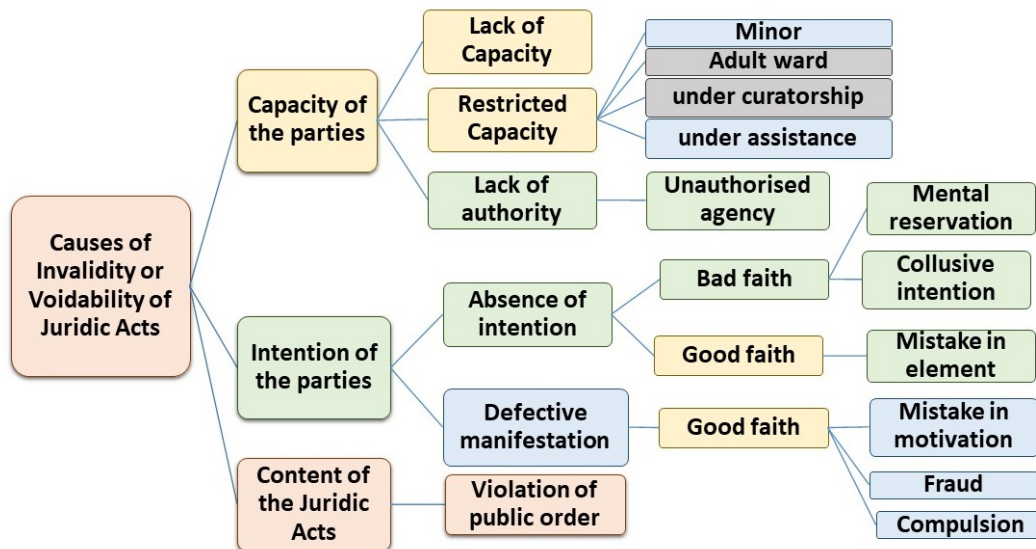 Causes of
Invalidity or
Voidability of
Juridic Acts
Capacity of
the parties
Lack of
Capacity
Restricted
Capacity
Minor
Adult ward
under curatorship
under assistance
Lack of
authority
Unauthorised
agency
Intention of
the parties
Absence of
intention
Bad faith
Mental
reservation
Collusive
intention
Good faith
Mistake in
element
Defective
manifestation
Good faith
Mistake in
motivation
Fraud
Compulsion
Content of
the Juridic
Acts
Violation of
public order